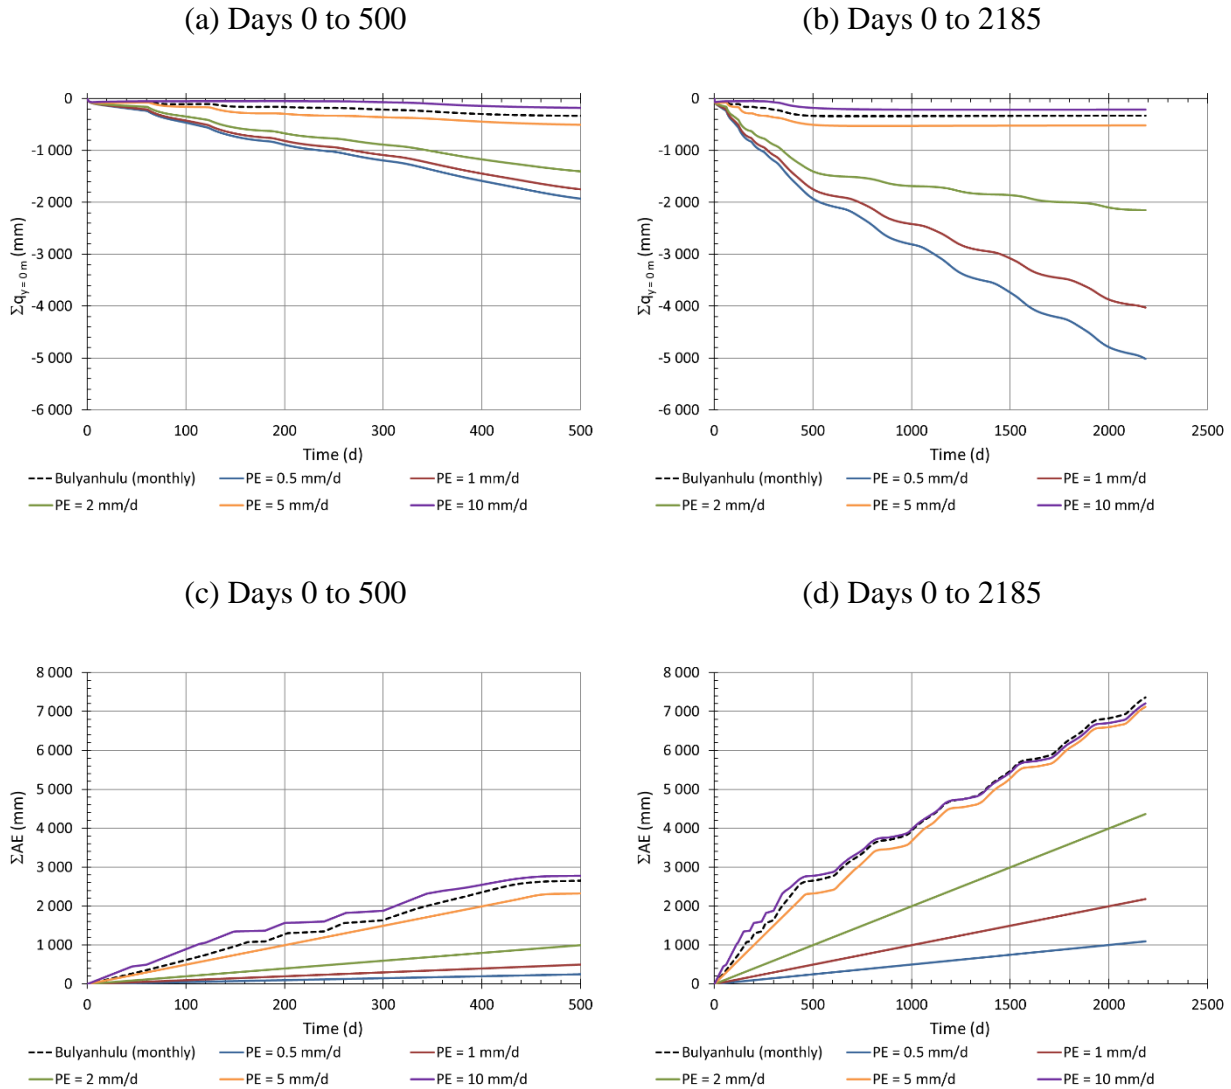 (a) Days 0 to 500
(b) Days 0 to 2185
0
-1 000
-2 000
-3 000
-4 000
-5 000
-6 000
Σq y = 0 m (mm)
0 100 200 300 400 500
Time (d)
Bulyanhulu (monthly) PE = 0.5 mm/d PE = 1 mm/d
PE = 2 mm/d PE = 5 mm/d PE = 10 mm/d
0
-1 000
-2 000
-3 000
-4 000
-5 000
-6 000
Σq y = 0 m (mm)
0 500 1000 1500 2000 2500
Time (d)
Bulyanhulu (monthly) PE = 0.5 mm/d PE = 1 mm/d
PE = 2 mm/d PE = 5 mm/d PE = 10 mm/d
(c) Days 0 to 500
(d) Days 0 to 2185
8 000
7 000
6 000
5 000
4 000
3 000
2 000
1 000
0
ΣAE (mm)
0 100 200 300 400 500
Time (d)
Bulyanhulu (monthly) PE = 0.5 mm/d PE = 1 mm/d
PE = 2 mm/d PE = 5 mm/d PE = 10 mm/d
8 000
7 000
6 000
5 000
4 000
3 000
2 000
1 000
0
ΣAE (mm)
0 500 1000 1500 2000 2500
Time (d)
Bulyanhulu (monthly) PE = 0.5 mm/d PE = 1 mm/d
PE = 2 mm/d PE = 5 mm/d PE = 10 mm/d